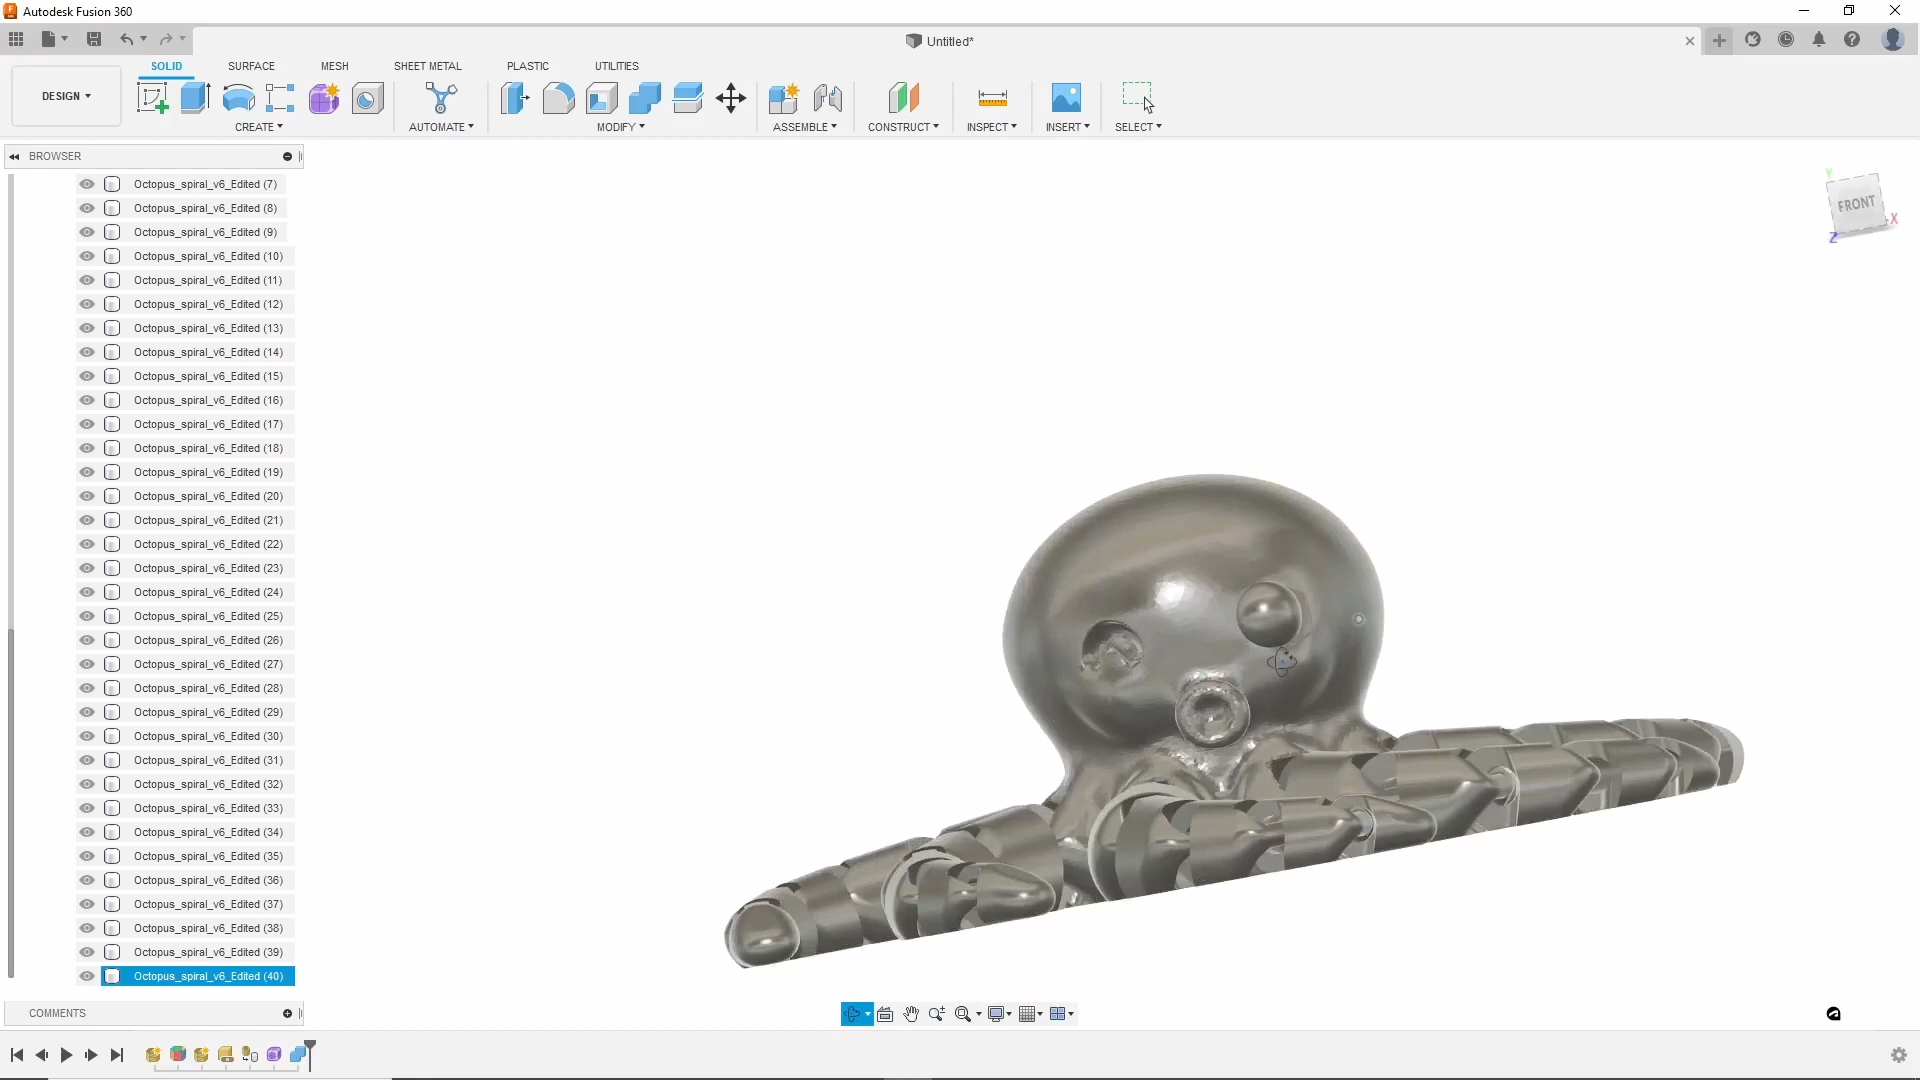 Autodesk Fusion 360
Untitled*
SOLID
SURFACE
MESH
SHEET METAL
PLASTIC
UTILITIES
DESIGN
CREATE
AUTOMATE
MODIFY
ASSEMBLE
CONSTRUCT
INSPECT
INSERT
SELECT
BROWSER
Octopus_spiral_v6_Edited (7)
Octopus_spiral_v6_Edited (8)
Octopus_spiral_v6_Edited (9)
Octopus_spiral_v6_Edited (10)
Octopus_spiral_v6_Edited (11)
Octopus_spiral_v6_Edited (12)
Octopus_spiral_v6_Edited (13)
Octopus_spiral_v6_Edited (14)
Octopus_spiral_v6_Edited (15)
Octopus_spiral_v6_Edited (16)
Octopus_spiral_v6_Edited (17)
Octopus_spiral_v6_Edited (18)
Octopus_spiral_v6_Edited (19)
Octopus_spiral_v6_Edited (20)
Octopus_spiral_v6_Edited (21)
Octopus_spiral_v6_Edited (22)
Octopus_spiral_v6_Edited (23)
Octopus_spiral_v6_Edited (24)
Octopus_spiral_v6_Edited (25)
Octopus_spiral_v6_Edited (26)
Octopus_spiral_v6_Edited (27)
Octopus_spiral_v6_Edited (28)
Octopus_spiral_v6_Edited (29)
Octopus_spiral_v6_Edited (30)
Octopus_spiral_v6_Edited (31)
Octopus_spiral_v6_Edited (32)
Octopus_spiral_v6_Edited (33)
Octopus_spiral_v6_Edited (34)
Octopus_spiral_v6_Edited (35)
Octopus_spiral_v6_Edited (36)
Octopus_spiral_v6_Edited (37)
Octopus_spiral_v6_Edited (38)
Octopus_spiral_v6_Edited (39)
Octopus_spiral_v6_Edited (40)
Y
FRONT
X
Z
COMMENTS